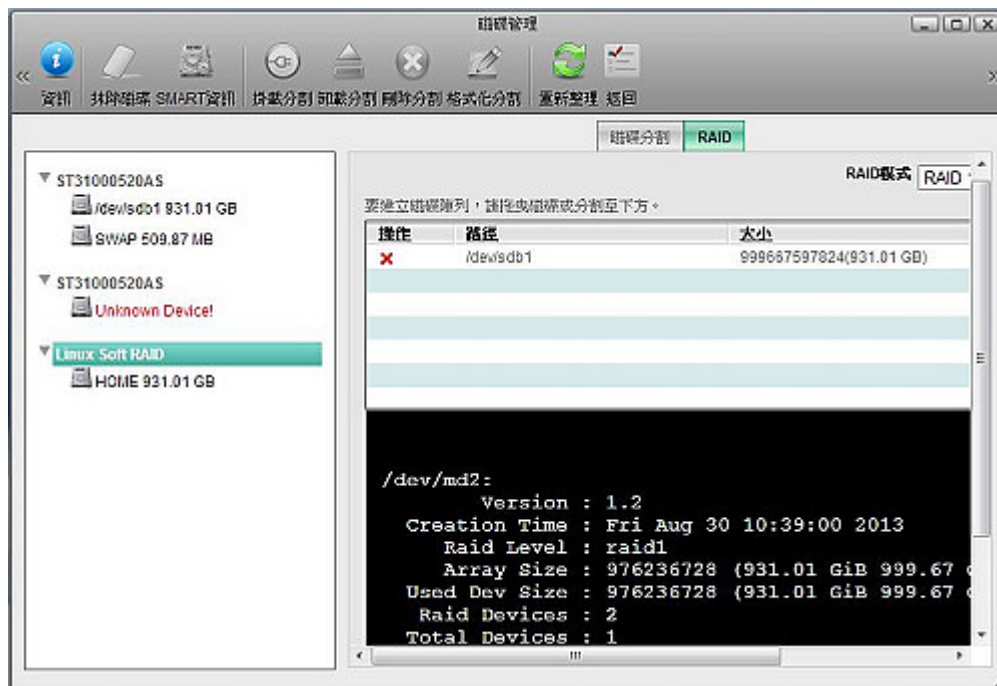 磁碟管理
«
資訊 抹除磁碟 SMART資訊 掛載分割 卸載分割 刪除分割 格式化分割 重新整理 返回
»
磁碟分割 RAID
ST31000520AS
/dev/sdb1 931.01 GB
SWAP 509.87 MB
ST31000520AS
Unknown Device!
Linux Soft RAID
HOME 931.01 GB
RAID模式 RAID
要建立磁碟陣列，請拖曳磁碟或分割至下方。
操作 路徑 大小
/dev/sdb1 999667597824(931.01 GB)
/dev/md2:
Version : 1.2
Creation Time : Fri Aug 30 10:39:00 2013
Raid Level : raid1
Array Size : 976236728 (931.01 GiB 999.67
Used Dev Size : 976236728 (931.01 GiB 999.67
Raid Devices : 2
Total Devices : 1